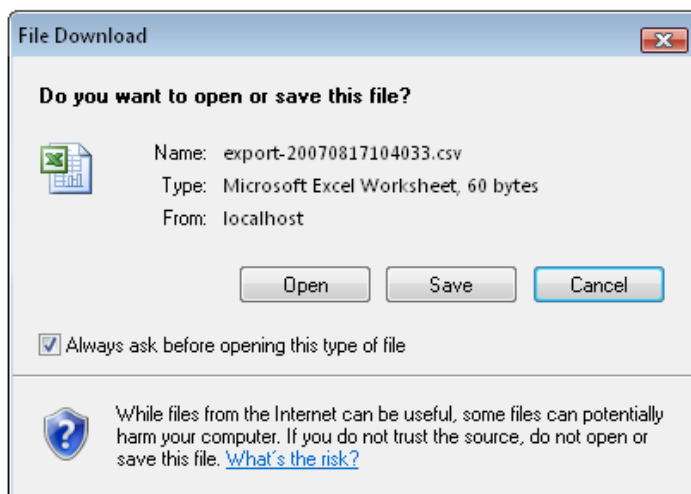 File Download
Do you want to open or save this file?
Name: export-20070817104033.csv
Type: Microsoft Excel Worksheet, 60 bytes
From: localhost
Open Save Cancel
Always ask before opening this type of file
While files from the Internet can be useful, some files can potentially
harm your computer. If you do not trust the source, do not open or
save this file. What's the risk?